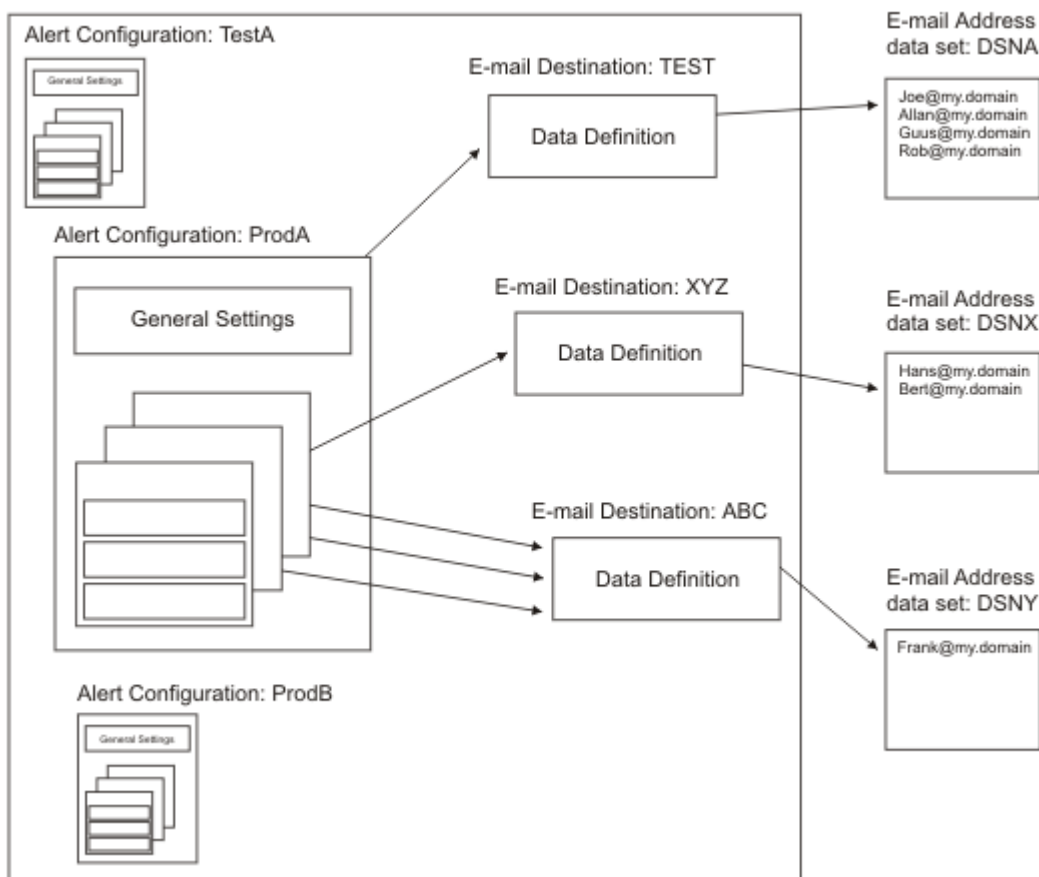 Alert Configuration: TestA
General Settings
E-mail Destination: TEST
Data Definition
E-mail Address
data set: DSNA
Joe@my.domain
Allan@my.domain
Guus@my.domain
Rob@my.domain
Alert Configuration: ProdA
General Settings
E-mail Destination: XYZ
Data Definition
E-mail Address
data set: DSNX
Hans@my.domain
Bert@my.domain
E-mail Destination: ABC
Data Definition
E-mail Address
data set: DSNY
Frank@my.domain
Alert Configuration: ProdB
General Settings